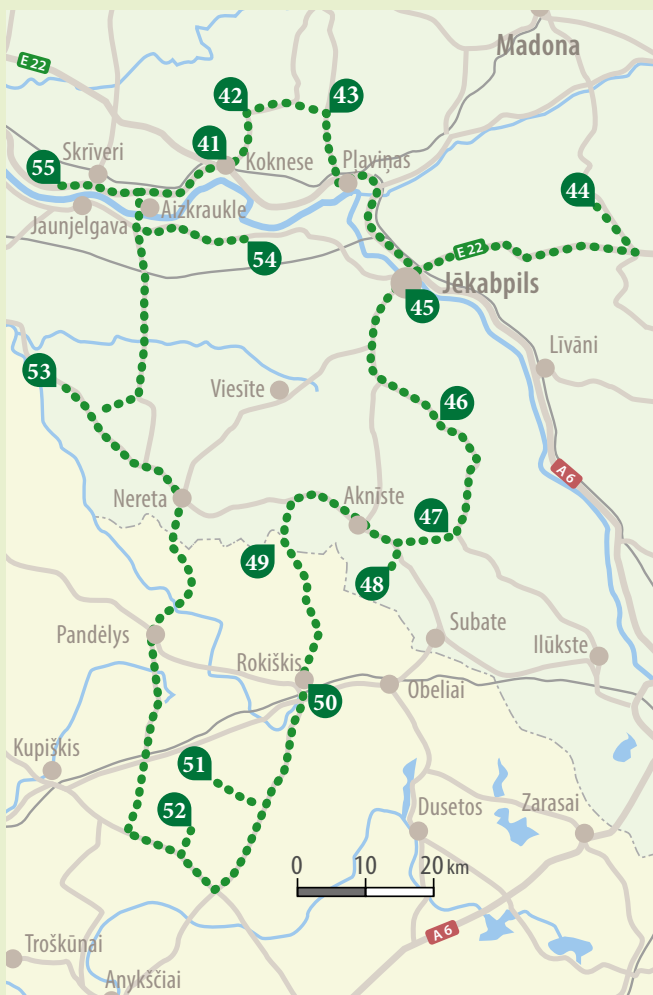 Madona
E 22
42
43
41
Koknese
Pļaviņas
55
Skrīveri
44
Jaunjelgava
Aizkraukle
54
E 22
Jēkabpils
45
53
Līvāni
Viesīte
46
A 6
Nereta
Aknīste
47
49
48
Subate
Pandėlys
Ilūkste
Rokiškis
50
Obeliai
Kupiškis
51
52
Dusetos
Zarasai
0 10 20 km
A 6
Troškūnai
Anykščiai